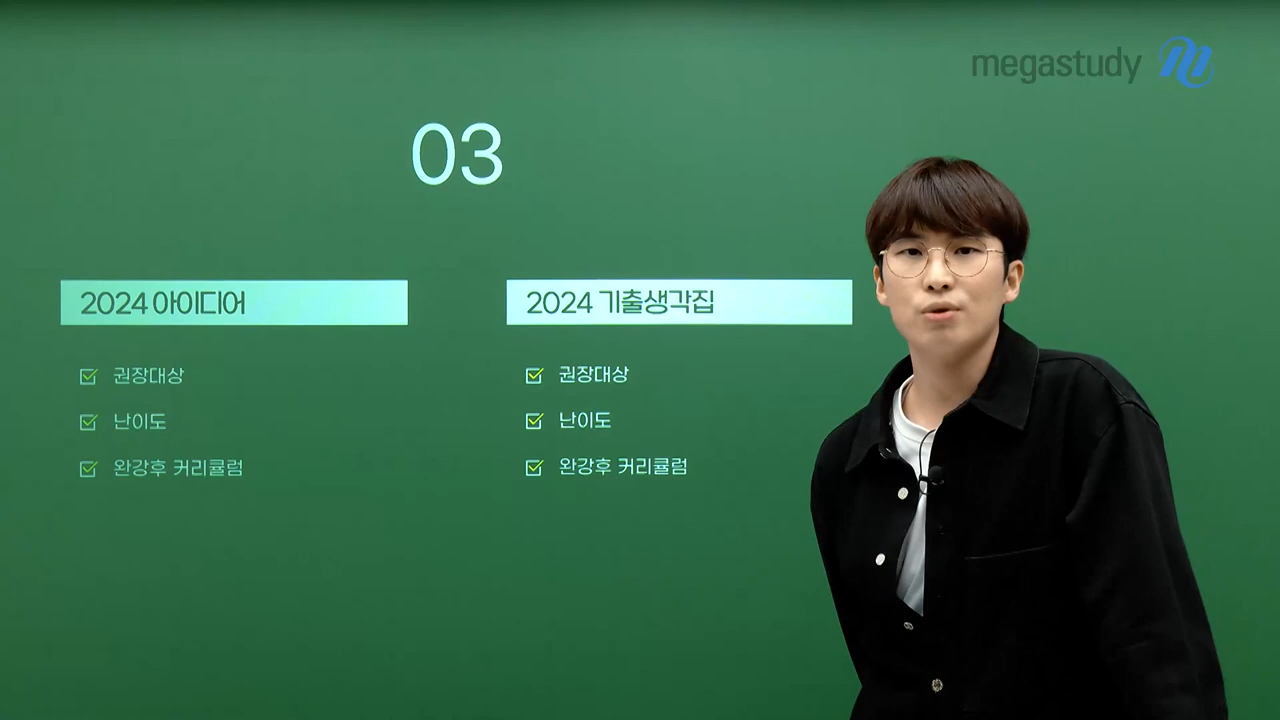 megastudy
03
2024 아이디어
권장대상
난이도
완강후 커리큘럼
2024 기출생각집
권장대상
난이도
완강후 커리큘럼